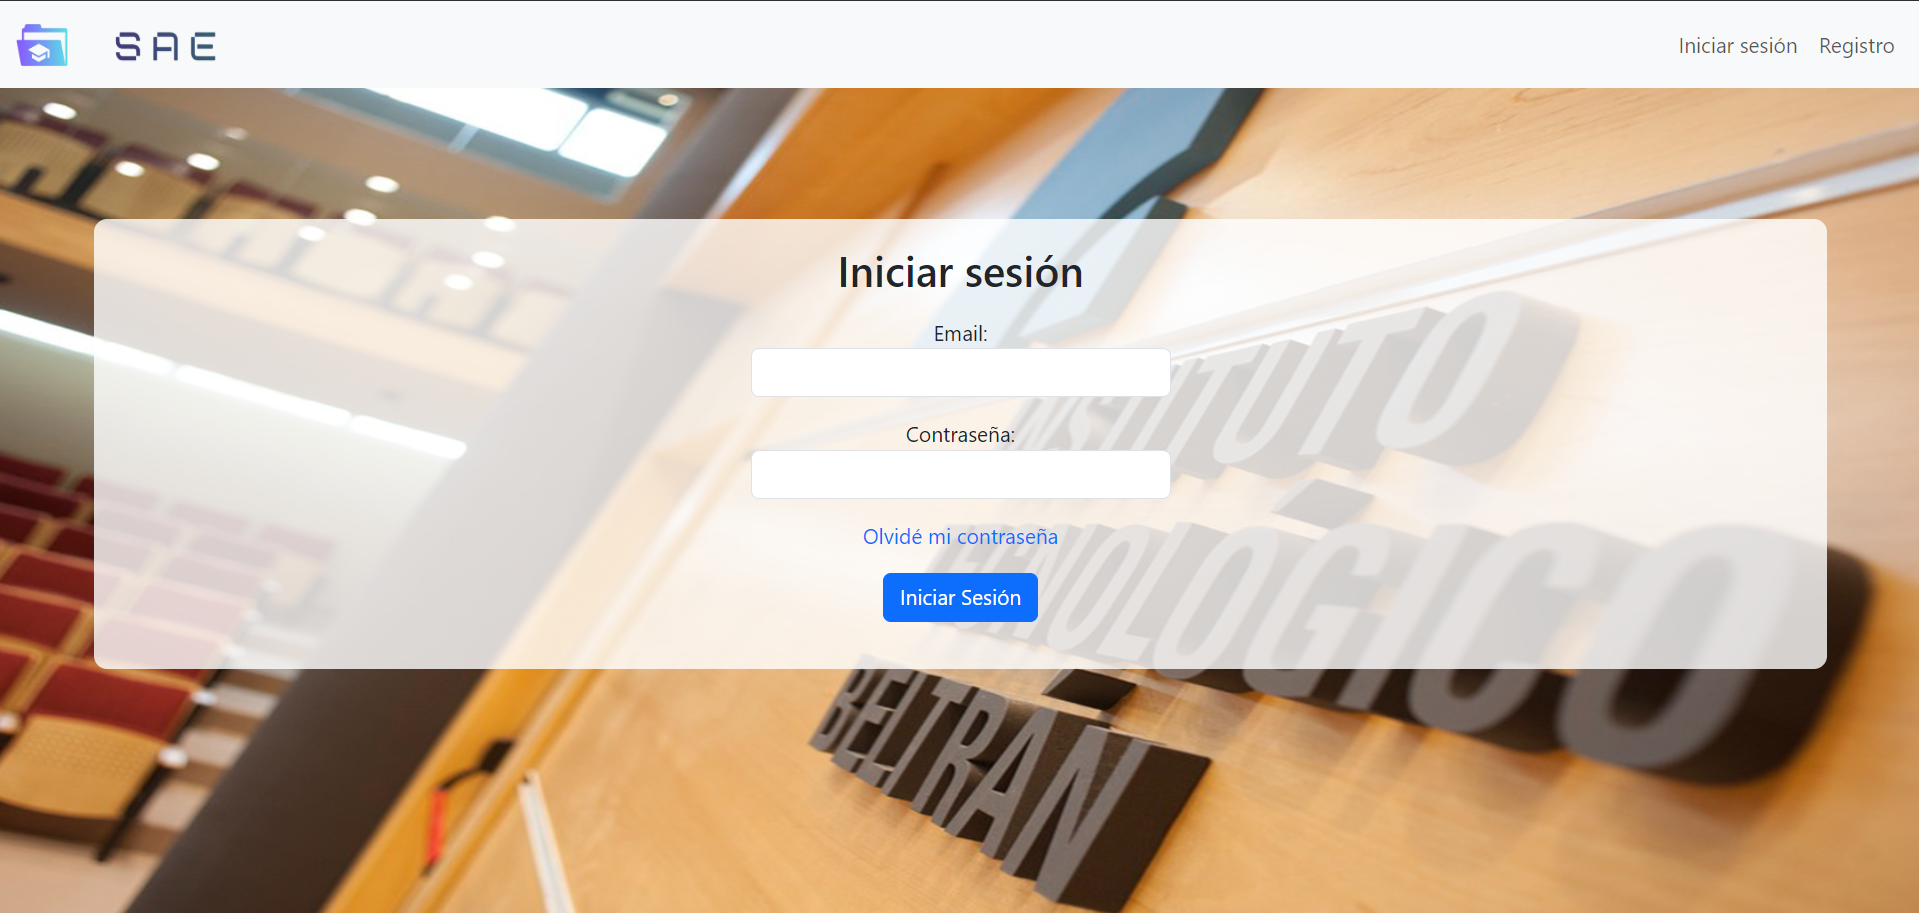 SAE
Iniciar sesión Registro
Iniciar sesión
Email:
Contraseña:
Olvidé mi contraseña
Iniciar Sesión
INSTITUTO
TECNOLÓGICO
BELTRÁN